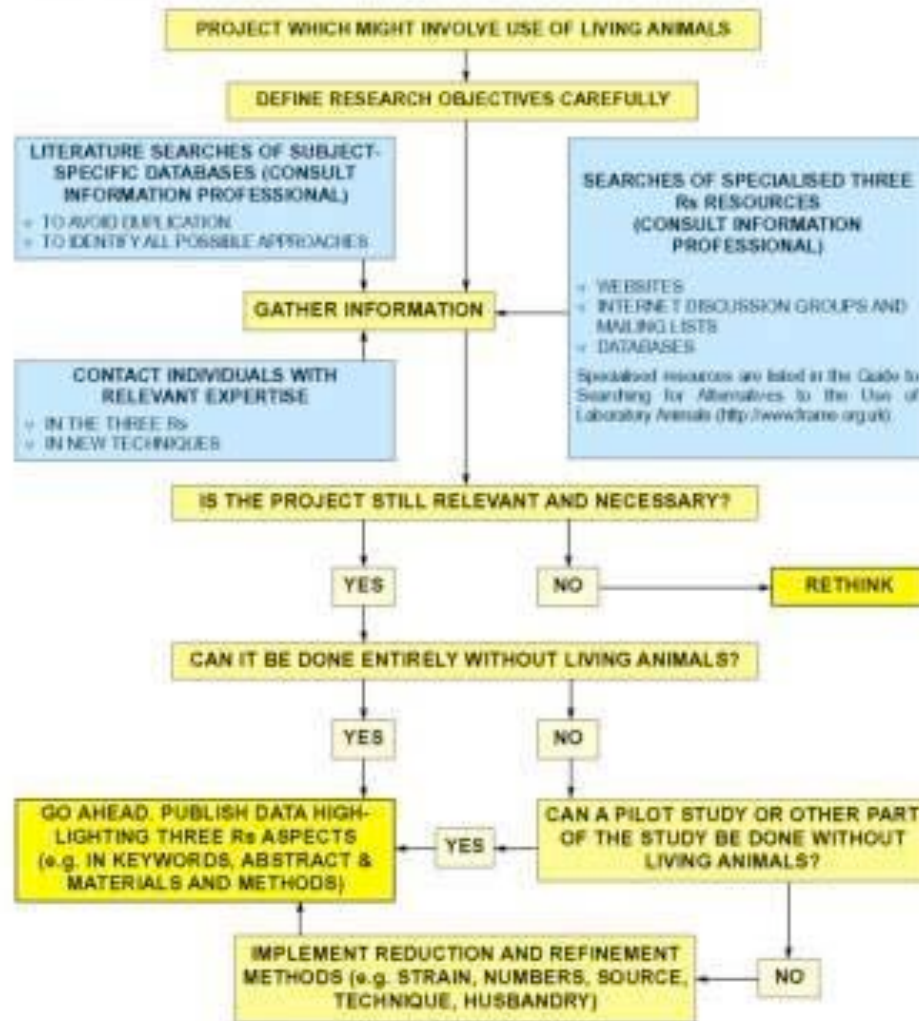 PROJECT WHICH MIGHT INVOLVE USE OF LIVING ANIMALS
DEFINE RESEARCH OBJECTIVES CAREFULLY
LITERATURE SEARCHES OF SUBJECT-
SPECIFIC DATABASES (CONSULT
INFORMATION PROFESSIONAL)
TO AVOID DUPLICATION
TO IDENTIFY ALL POSSIBLE APPROACHES
SEARCHES OF SPECIALISED THREE
Rs RESOURCES
(CONSULT INFORMATION
PROFESSIONAL)
WEBSITES
INTERNET DISCUSSION GROUPS AND
MAILING LISTS
DATABASES
Specialised resources are listed in the Guide to
Searching for Alternatives to the Use of
Laboratory Animals (http://www.frame.org.uk)
GATHER INFORMATION
CONTACT INDIVIDUALS WITH
RELEVANT EXPERTISE
IN THE THREE Rs
IN NEW TECHNIQUES
IS THE PROJECT STILL RELEVANT AND NECESSARY?
YES
NO
RETHINK
CAN IT BE DONE ENTIRELY WITHOUT LIVING ANIMALS?
YES
NO
GO AHEAD. PUBLISH DATA HIGH-
LIGHTING THREE Rs ASPECTS
(e.g. IN KEYWORDS, ABSTRACT &
MATERIALS AND METHODS)
YES
CAN A PILOT STUDY OR OTHER PART
OF THE STUDY BE DONE WITHOUT
LIVING ANIMALS?
IMPLEMENT REDUCTION AND REFINEMENT
METHODS (e.g. STRAIN, NUMBERS, SOURCE,
TECHNIQUE, HUSBANDRY)
NO